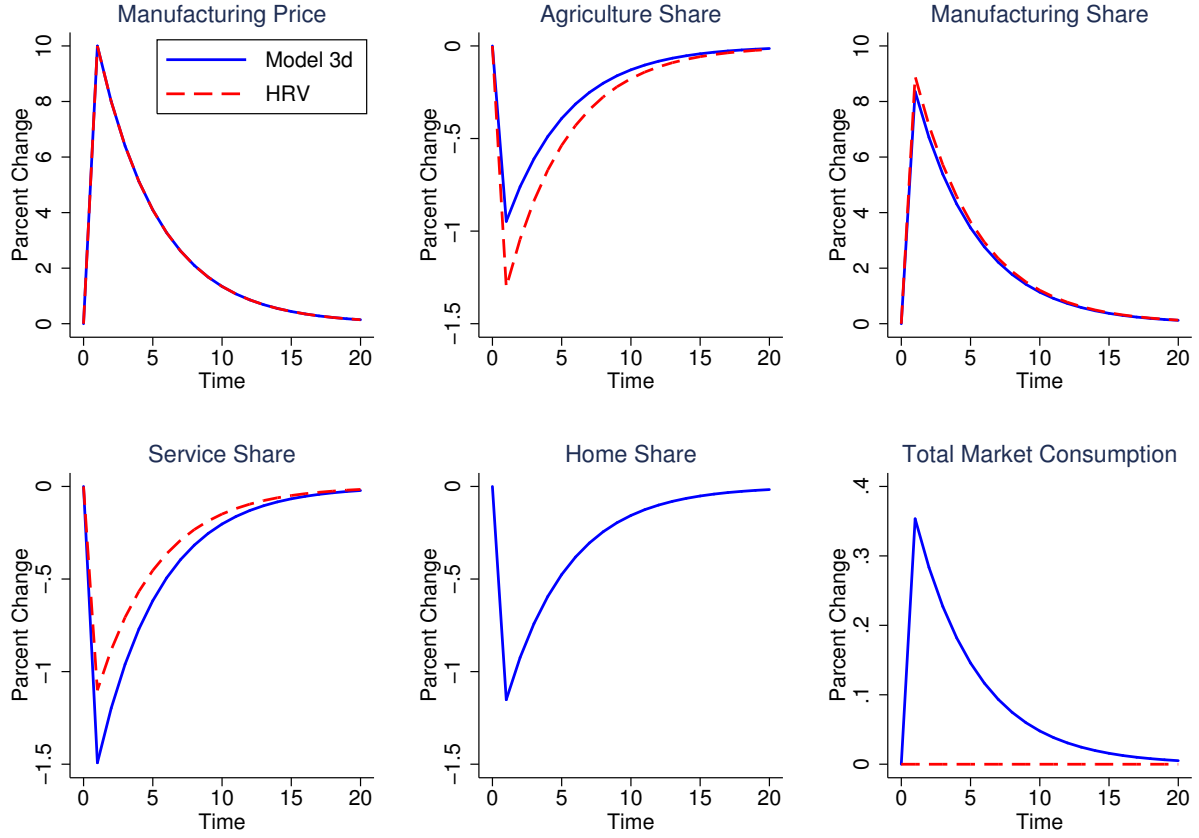 Manufacturing Price
Agriculture Share
Manufacturing Share
Parcent Change
10
8
6
4
2
0
Model 3d
HRV
0
5
10
15
20
Time
Parcent Change
0
−.5
−1
−1.5
0
5
10
15
20
Time
Parcent Change
10
8
6
4
2
0
0
5
10
15
20
Time
Service Share
Home Share
Total Market Consumption
Parcent Change
0
−.5
−1
−1.5
0
5
10
15
20
Time
Parcent Change
0
−.5
−1
−1.5
0
5
10
15
20
Time
Parcent Change
.4
.3
.2
.1
0
0
5
10
15
20
Time